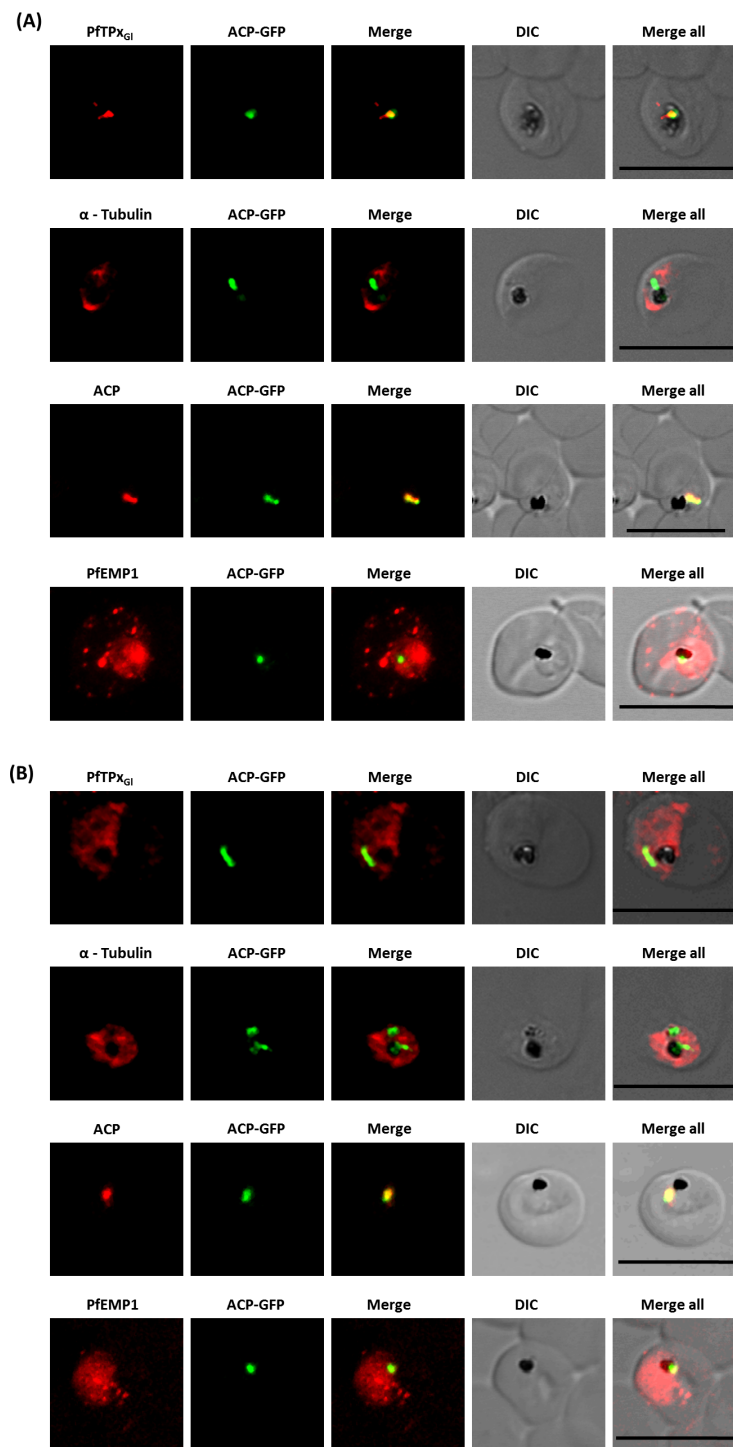 (A)
PfTPxGI ACP-GFP Merge DIC Merge all
α - Tubulin ACP-GFP Merge DIC Merge all
ACP ACP-GFP Merge DIC Merge all
PfEMP1 ACP-GFP Merge DIC Merge all
(B)
PfTPxGI ACP-GFP Merge DIC Merge all
α - Tubulin ACP-GFP Merge DIC Merge all
ACP ACP-GFP Merge DIC Merge all
PfEMP1 ACP-GFP Merge DIC Merge all